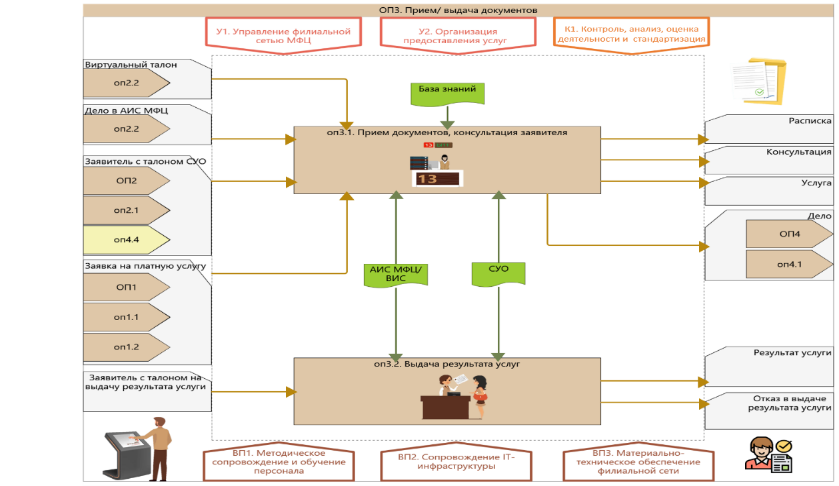 ОП3. Прием/ выдача документов
У1. Управление филиальной
сетью МФЦ
У2. Организация
предоставления услуг
К1. Контроль, анализ, оценка
деятельности и стандартизация
Виртуальный талон
оп2.2
Дело в АИС МФЦ
оп2.2
Заявитель с талоном СУО
ОП2
оп2.1
оп4.4
Заявка на платную услугу
ОП1
оп1.1
оп1.2
Заявитель с талоном на
выдачу результата услуги
База знаний
оп3.1. Прием документов, консультация заявителя
13
АИС МФЦ/
ВИС
СУО
оп3.2. Выдача результата услуг
Расписка
Консультация
Услуга
Дело
ОП4
оп4.1
Результат услуги
Отказ в выдаче
результата услуги
ВП1. Методическое
сопровождение и обучение
персонала
ВП2. Сопровождение IT-
инфраструктуры
ВП3. Материально-
техническое обеспечение
филиальной сети